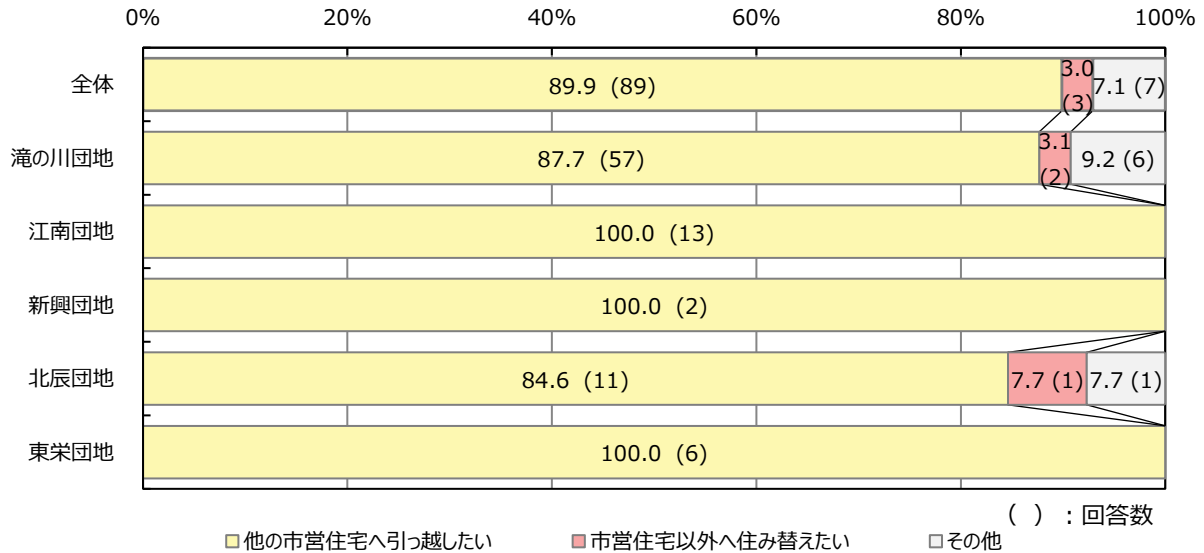 0% 20% 40% 60% 80% 100%
全体 89.9 (89) 3.0 (3) 7.1 (7)
滝の川団地 87.7 (57) 3.1 (2) 9.2 (6)
江南団地 100.0 (13)
新興団地 100.0 (2)
北辰団地 84.6 (11) 7.7 (1) 7.7 (1)
東栄団地 100.0 (6)
( ) : 回答数
他の市営住宅へ引っ越したい 市営住宅以外へ住み替えたい その他